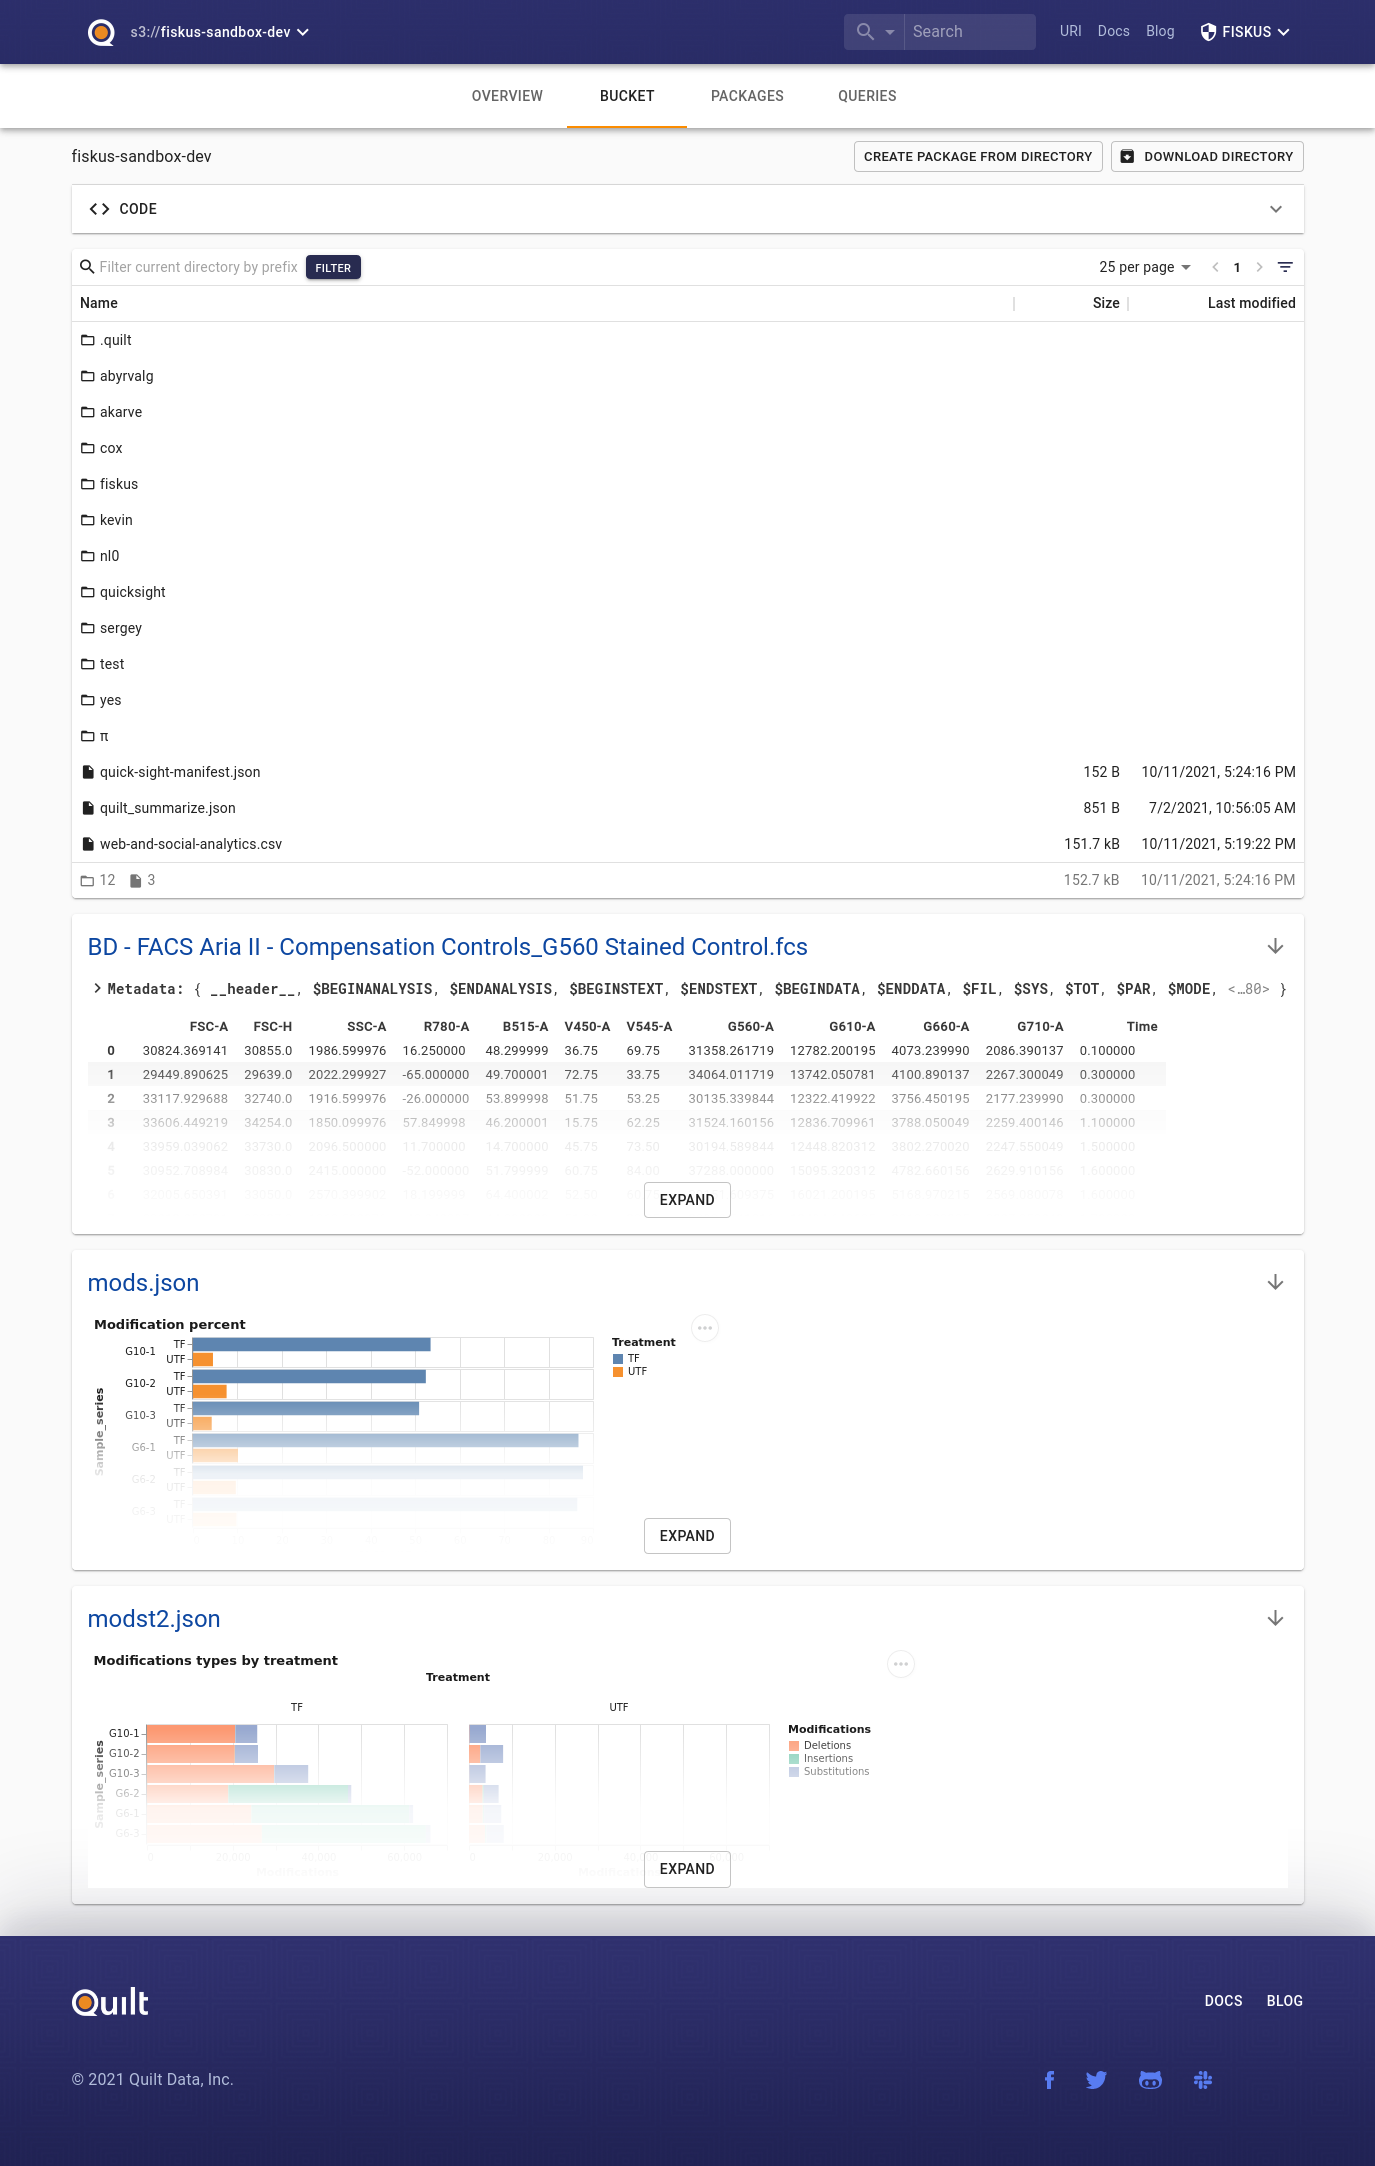 s3://fiskus-sandbox-dev Search URI Docs Blog FISKUS
OVERVIEW BUCKET PACKAGES QUERIES
fiskus-sandbox-dev CREATE PACKAGE FROM DIRECTORY DOWNLOAD DIRECTORY
CODE
Filter current directory by prefix FILTER 25 per page 1
Name Size Last modified
.quilt
abyrvalg
akarve
cox
fiskus
kevin
nl0
quicksight
sergey
test
yes
π
quick-sight-manifest.json 152 B 10/11/2021, 5:24:16 PM
quilt_summarize.json 851 B 7/2/2021, 10:56:05 AM
web-and-social-analytics.csv 151.7 kB 10/11/2021, 5:19:22 PM
12 3 152.7 kB 10/11/2021, 5:24:16 PM
BD - FACS Aria II - Compensation Controls_G560 Stained Control.fcs
Metadata: { __header__, $BEGINANALYSIS, $ENDANALYSIS, $BEGINSTEXT, $ENDSTEXT, $BEGINDATA, $ENDDATA, $FIL, $SYS, $TOT, $PAR, $MODE, <…80> }
FSC-A FSC-H SSC-A R780-A B515-A V450-A V545-A G560-A G610-A G660-A G710-A Time
0 30824.369141 30855.0 1986.599976 16.250000 48.299999 36.75 69.75 31358.261719 12782.200195 4073.239990 2086.390137 0.100000
1 29449.890625 29639.0 2022.299927 -65.000000 49.700001 72.75 33.75 34064.011719 13742.050781 4100.890137 2267.300049 0.300000
2 33117.929688 32740.0 1916.599976 -26.000000 53.899998 51.75 53.25 30135.339844 12322.419922 3756.450195 2177.239990 0.300000
3 33606.449219 34254.0 1850.099976 57.849998 46.200001 15.75 62.25 31524.160156 12836.709961 3788.050049 2259.400146 1.100000
4 33959.039062 33730.0 2096.500000 11.700000 14.700000 45.75 73.50 30194.589844 12448.820312 3802.270020 2247.550049 1.500000
5 30952.708984 30830.0 2415.000000 -52.000000 51.799999 60.75 84.00 37288.000000 15095.320312 4782.660156 2629.910156 1.600000
6
EXPAND
mods.json
Modification percent
Treatment
TF
UTF
Sample_series
G10-1 TF
UTF
G10-2 TF
UTF
G10-3 TF
UTF
G6-1 TF
UTF
G6-2 TF
UTF
G6-3 TF
UTF
EXPAND
modst2.json
Modifications types by treatment
Treatment
TF UTF
Sample_series
G10-1
G10-2
G10-3
G6-2
G6-1
G6-3
Modifications
Deletions
Insertions
Substitutions
0 20,000 40,000 60,000 0 20,000
Modifications
EXPAND
Quilt DOCS BLOG
© 2021 Quilt Data, Inc.